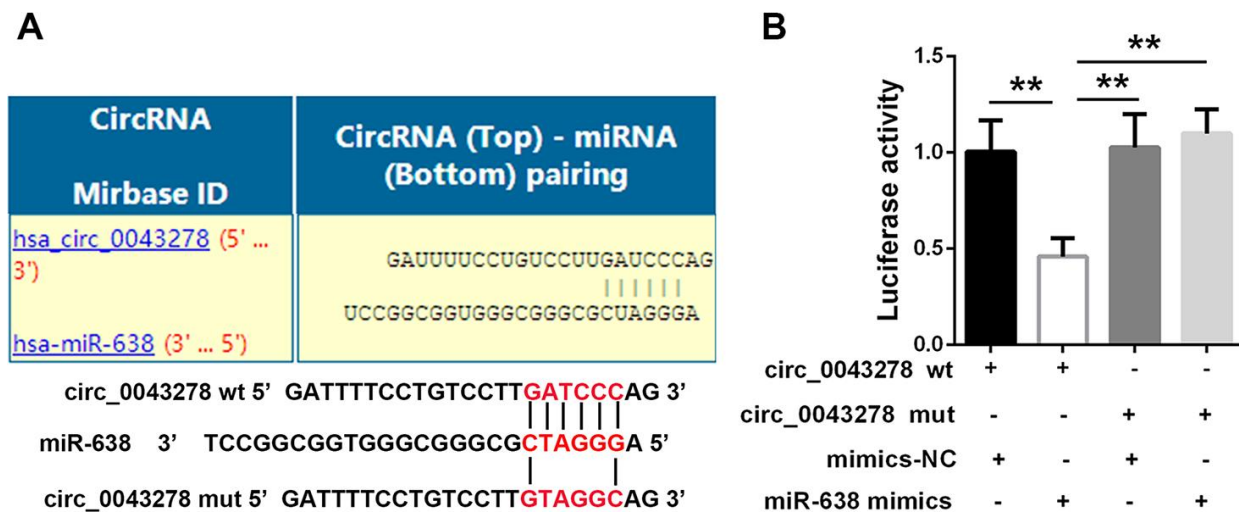 A
CircRNA
Mirbase ID
CircRNA (Top) - miRNA
(Bottom) pairing
hsa_circ_0043278 (5' ...
3')
hsa-miR-638 (3' ... 5')
GAUUUUCCUGUCCUUGAUCCCAG
||||||
UCCGGCGGUGGGCGGGCGCUAGGGA
circ_0043278 wt 5’ GATTTTCCTGTCCTTGATCCCAG 3’
miR-638 3’ TCCGGCGGTGGGCGGGCGCTAGGGA 5’
circ_0043278 mut 5’ GATTTTCCTGTCCTTGTAGGCAG 3’
B
Luciferase activity
1.5
1.0
0.5
0.0
**
**
**
circ_0043278 wt + + - -
circ_0043278 mut - - + +
mimics-NC + - + -
miR-638 mimics - + - +